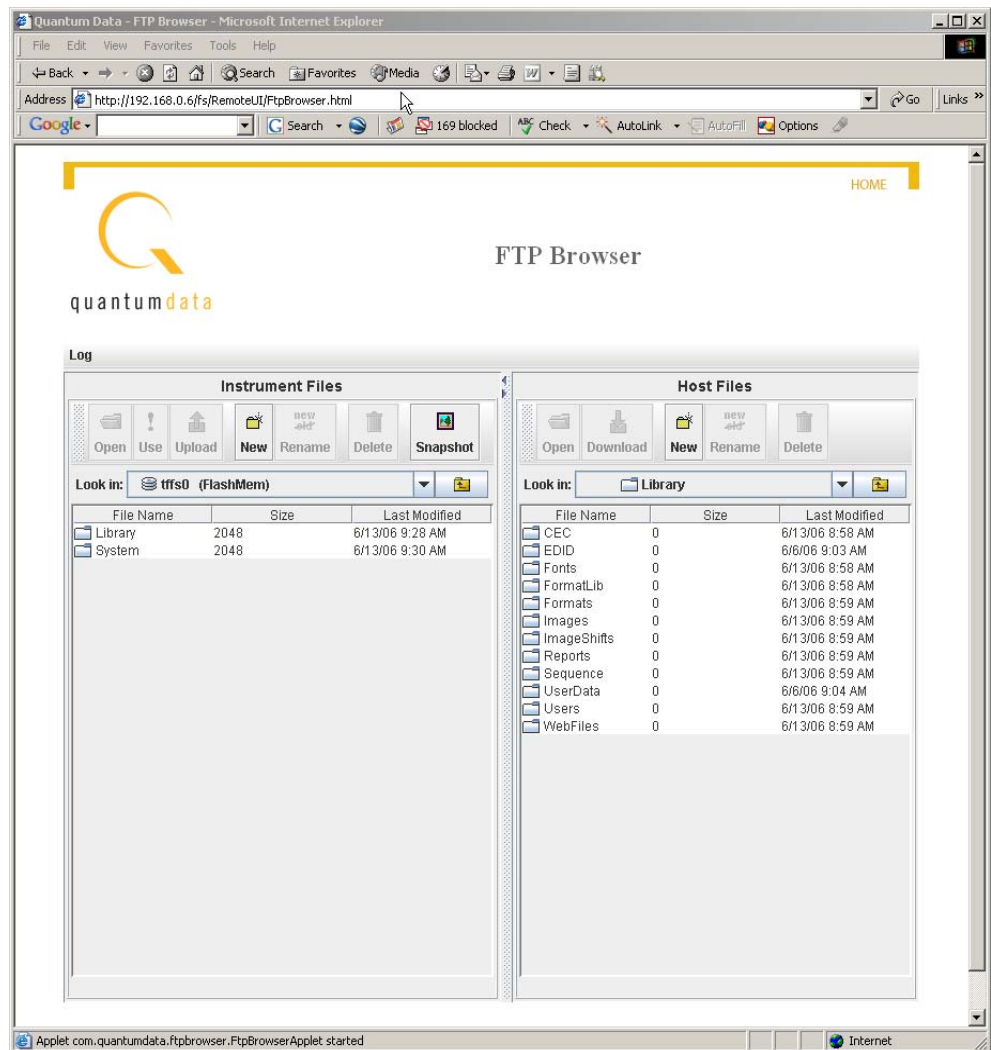 Quantum Data - FTP Browser - Microsoft Internet Explorer
File Edit View Favorites Tools Help
Back Search Favorites Media
Address http://192.168.0.6/fs/RemoteUI/FtpBrowser.html Go Links »
Google Search 169 blocked ABC Check AutoLink AutoFill Options
HOME
FTP Browser
quantumdata
Log
Instrument Files
Open Use Upload New new old Rename Delete Snapshot
Look in: tffs0 (FlashMem)
File Name Size Last Modified
Library 2048 6/13/06 9:28 AM
System 2048 6/13/06 9:30 AM
Host Files
Open Download New new old Rename Delete
Look in: Library
File Name Size Last Modified
CEC 0 6/13/06 8:58 AM
EDID 0 6/6/06 9:03 AM
Fonts 0 6/13/06 8:58 AM
FormatLib 0 6/13/06 8:58 AM
Formats 0 6/13/06 8:59 AM
Images 0 6/13/06 8:59 AM
ImageShifts 0 6/13/06 8:59 AM
Reports 0 6/13/06 8:59 AM
Sequence 0 6/13/06 8:59 AM
UserData 0 6/6/06 9:04 AM
Users 0 6/13/06 8:59 AM
WebFiles 0 6/13/06 8:59 AM
Applet com.quantumdata.ftpbrowser.FtpBrowserApplet started Internet